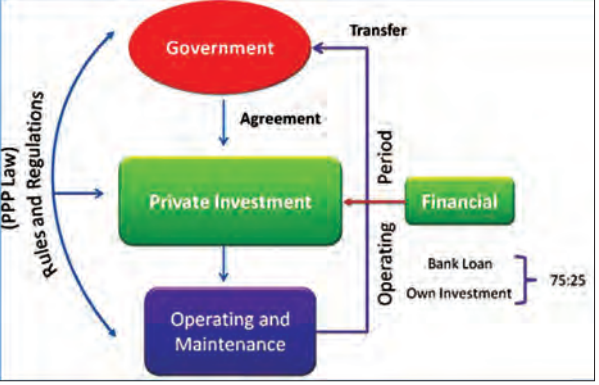 Government
Transfer
Agreement
(PPP Law)
Rules and Regulations
Private Investment
Operating Period
Financial
Bank Loan
Own Investment
75:25
Operating and
Maintenance